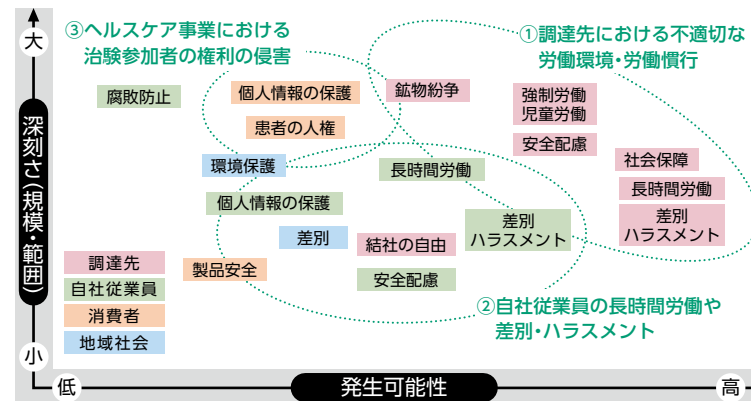 大
深刻さ(規模・範囲)
小
③ヘルスケア事業における
治験参加者の権利の侵害
①調達先における不適切な
労働環境・労働慣行
腐敗防止
個人情報の保護
患者の人権
鉱物紛争
強制労働
児童労働
安全配慮
環境保護
長時間労働
社会保障
長時間労働
個人情報の保護
差別
ハラスメント
差別
ハラスメント
差別
結社の自由
製品安全
安全配慮
調達先
自社従業員
消費者
地域社会
②自社従業員の長時間労働や
差別・ハラスメント
低
発生可能性
高